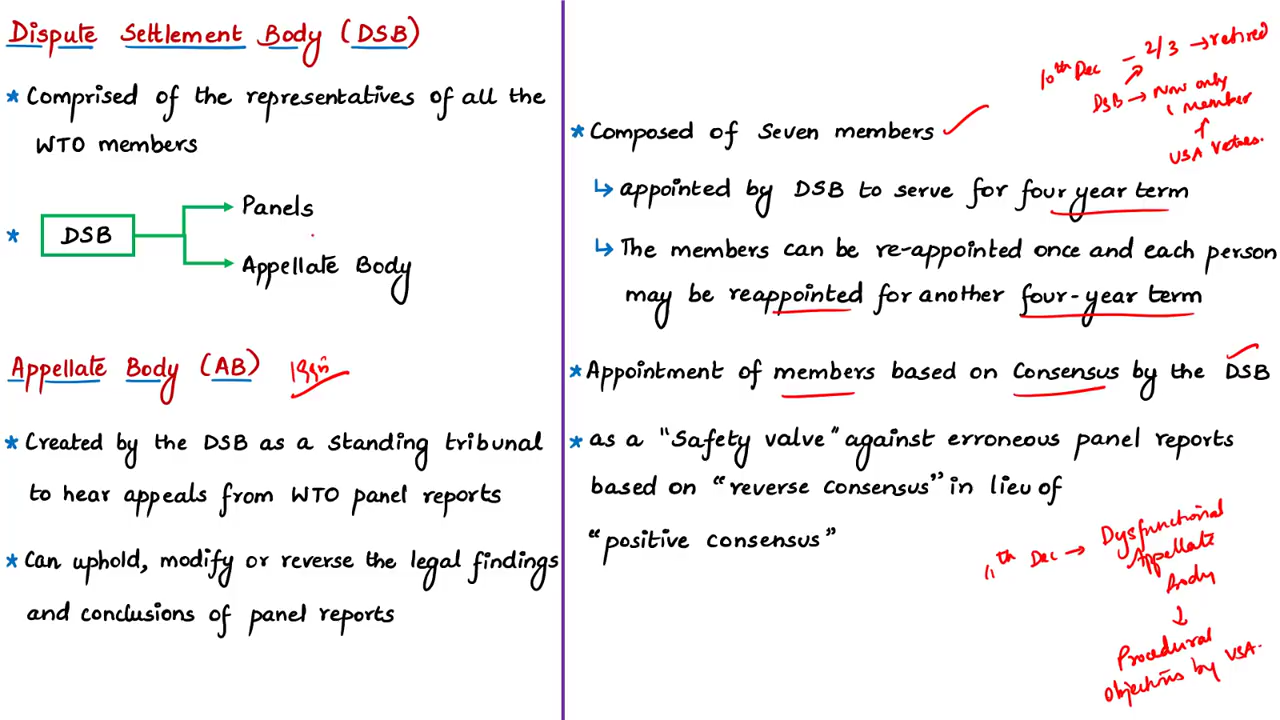 Dispute Settlement Body (DSB)
* Comprised of the representatives of all the
WTO members
* DSB
Panels
Appellate Body
Appellate Body (AB)
* Created by the DSB as a standing tribunal
to hear appeals from WTO panel reports
* Can uphold, modify or reverse the legal findings
and conclusions of panel reports
10th Dec – 2/3 → retired
DSB → Now only
1 member
USA vetoes.
* Composed of Seven members ✓
↳ appointed by DSB to serve for four year term
↳ The members can be re-appointed once and each person
may be reappointed for another four-year term
* Appointment of members based on Consensus by the DSB
* as a "Safety valve" against erroneous panel reports
based on "reverse consensus" in lieu of
"positive consensus"
11th Dec → Dysfunctional
Appellate
Body
↓
Procedural
Objections by USA.